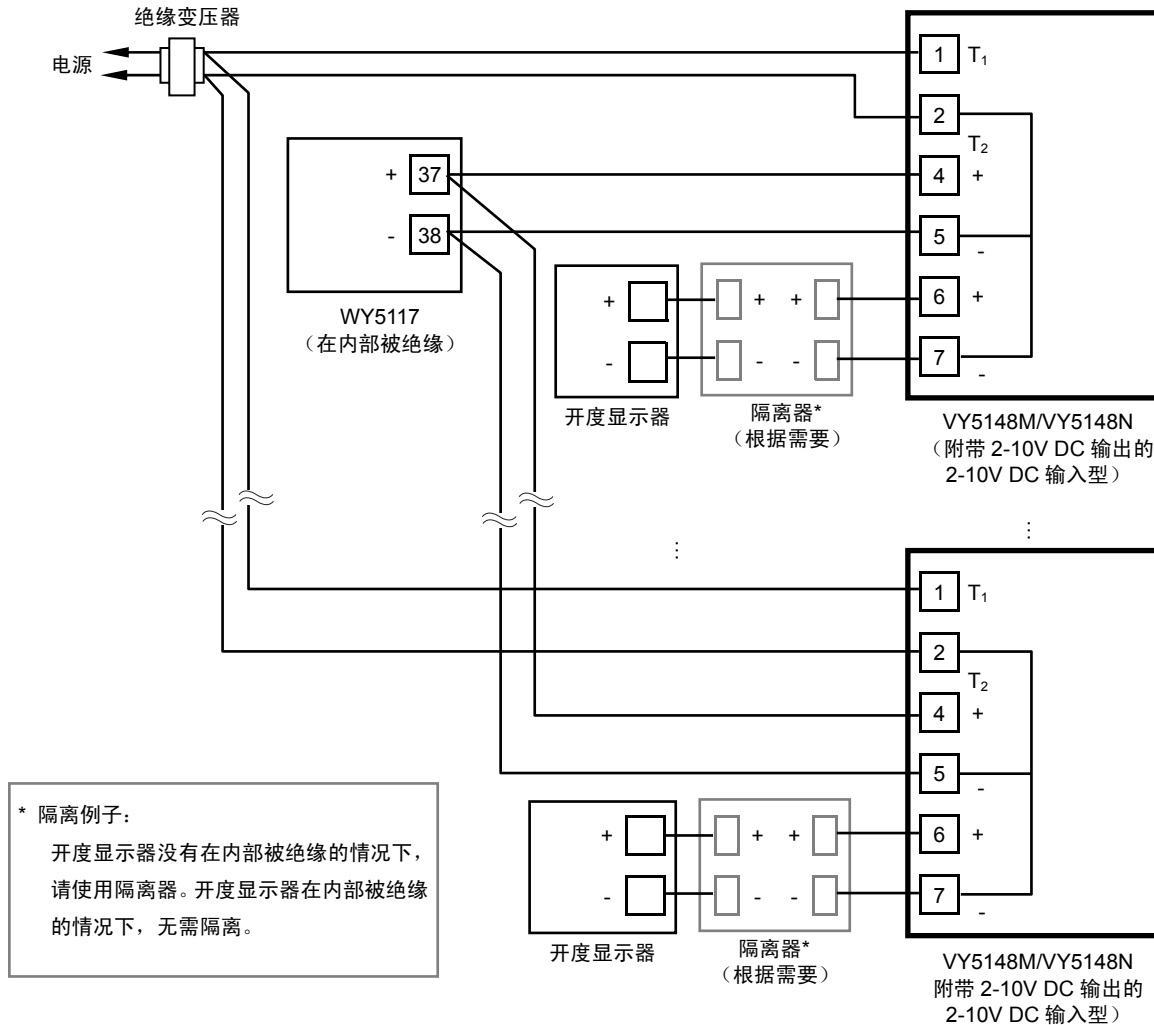 绝缘变压器
电源
1 T₁
2
T₂
+ 37
4 +
- 38
5 -
WY5117
（在内部被绝缘）
+ + + 6 +
- - - 7 -
开度显示器
隔离器*
（根据需要）
VY5148M/VY5148N
（附带 2-10V DC 输出的
2-10V DC 输入型）
⋮
⋮
1 T₁
2
T₂
4 +
5 -
+ + + 6 +
- - - 7 -
开度显示器
隔离器*
（根据需要）
VY5148M/VY5148N
附带 2-10V DC 输出的
2-10V DC 输入型）
* 隔离例子：
开度显示器没有在内部被绝缘的情况下，
请使用隔离器。开度显示器在内部被绝缘
的情况下，无需隔离。